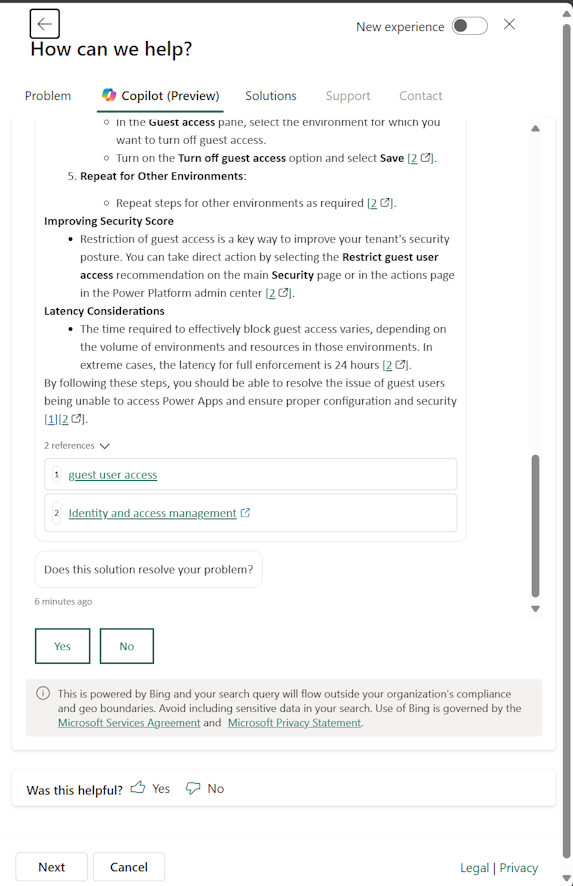 New experience
How can we help?
Problem
Copilot (Preview)
Solutions
Support
Contact
In the Guest access pane, select the environment for which you
want to turn off guest access.
Turn on the Turn off guest access option and select Save [2].
5. Repeat for Other Environments:
Repeat steps for other environments as required [2].
Improving Security Score
Restriction of guest access is a key way to improve your tenant's security
posture. You can take direct action by selecting the Restrict guest user
access recommendation on the main Security page or in the actions page
in the Power Platform admin center [2].
Latency Considerations
The time required to effectively block guest access varies, depending on
the volume of environments and resources in those environments. In
extreme cases, the latency for full enforcement is 24 hours [2].
By following these steps, you should be able to resolve the issue of guest users
being unable to access Power Apps and ensure proper configuration and security
[1][2].
2 references
1 guest user access
2 Identity and access management
Does this solution resolve your problem?
6 minutes ago
Yes
No
This is powered by Bing and your search query will flow outside your organization's compliance
and geo boundaries. Avoid including sensitive data in your search. Use of Bing is governed by the
Microsoft Services Agreement and Microsoft Privacy Statement.
Was this helpful? Yes No
Next
Cancel
Legal | Privacy